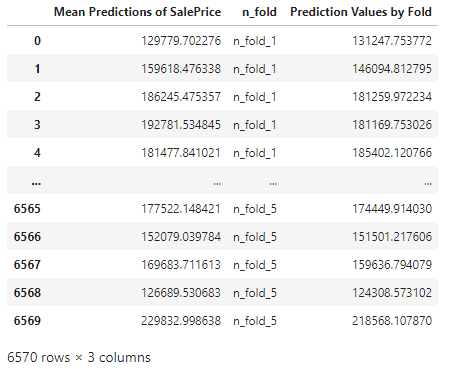 Mean Predictions of SalePrice n_fold Prediction Values by Fold
0 129779.702276 n_fold_1 131247.753772
1 159618.476338 n_fold_1 146094.812795
2 186245.475357 n_fold_1 181259.972234
3 192781.534845 n_fold_1 181169.753026
4 181477.841021 n_fold_1 185402.120766
... ... ... ...
6565 177522.148421 n_fold_5 174449.914030
6566 152079.039784 n_fold_5 151501.217606
6567 169683.711613 n_fold_5 159636.794079
6568 126689.530683 n_fold_5 124308.573102
6569 229832.998638 n_fold_5 218568.107870
6570 rows × 3 columns